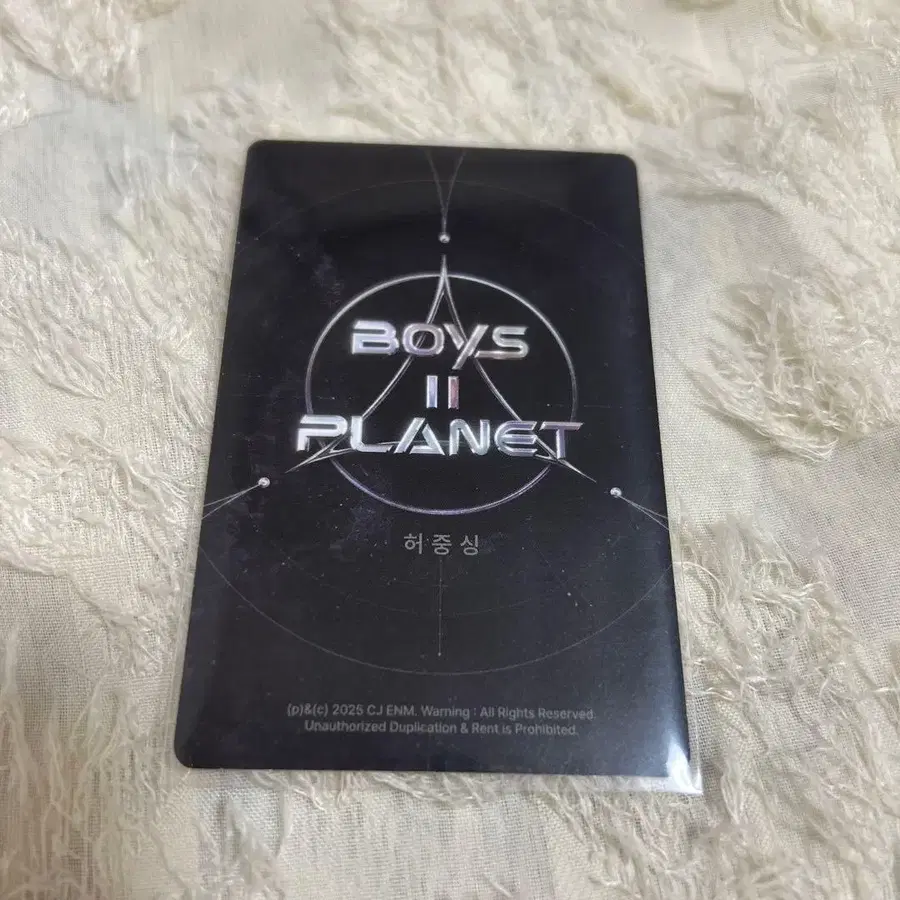 BOYS
II
PLANET
허중싱
(p)&(c) 2025 CJ ENM. Warning : All Rights Reserved.
Unauthorized Duplication & Rent is Prohibited.